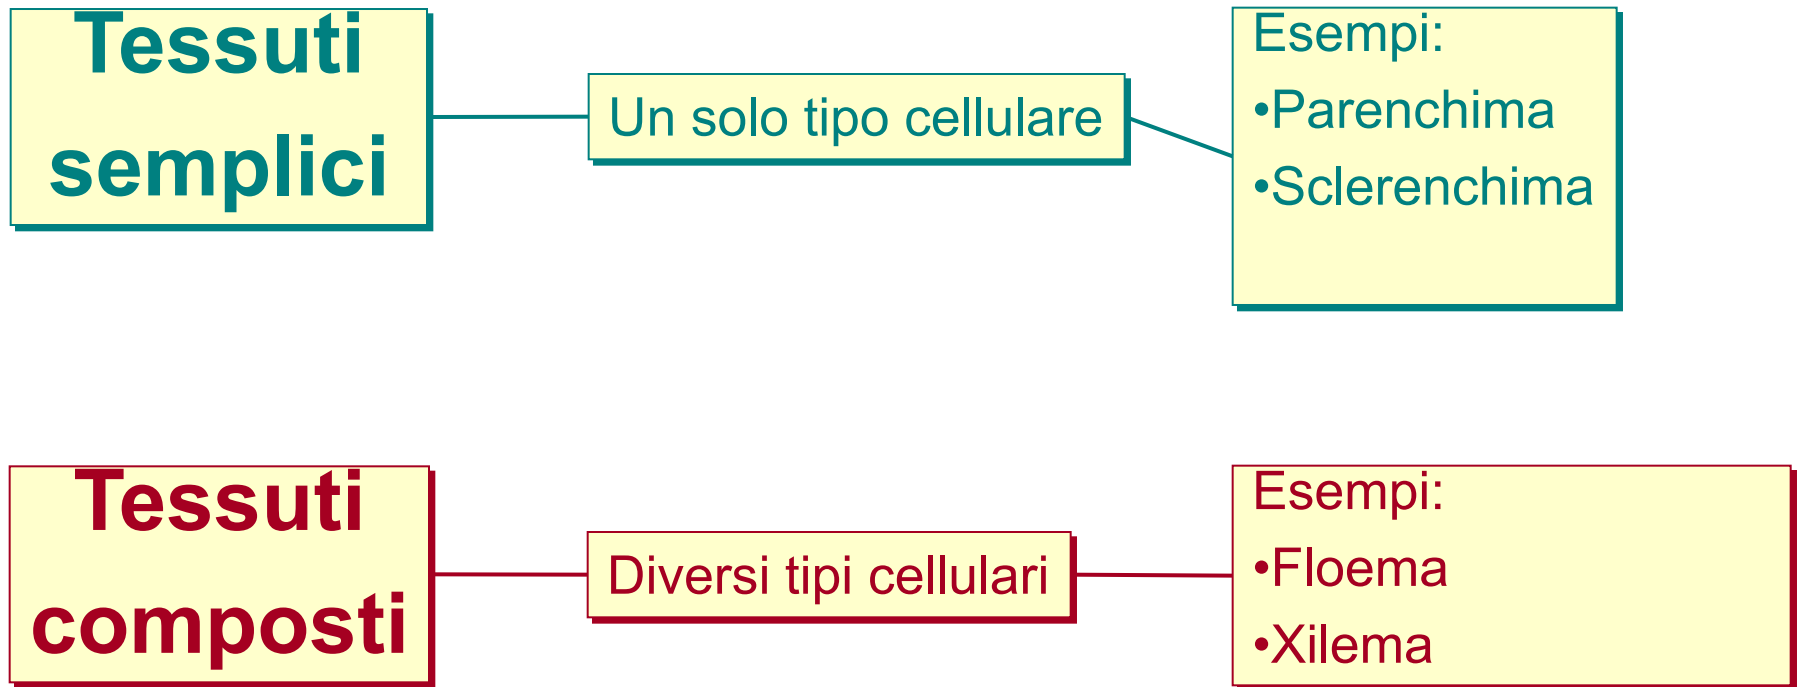 Tessuti
semplici
Un solo tipo cellulare
Esempi:
•Parenchima
•Sclerenchima
Tessuti
composti
Diversi tipi cellulari
Esempi:
•Floema
•Xilema